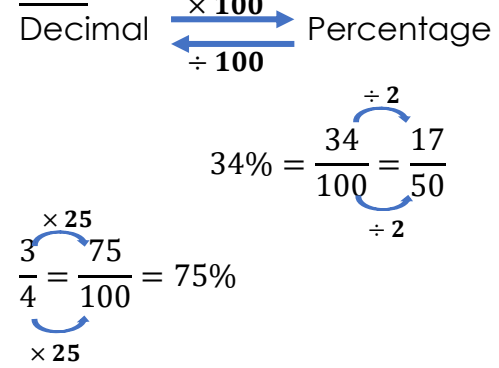 × 100
Decimal Percentage
÷ 100
÷ 2
34% = 34/100 = 17/50
÷ 2
× 25
3/4 = 75/100 = 75%
× 25